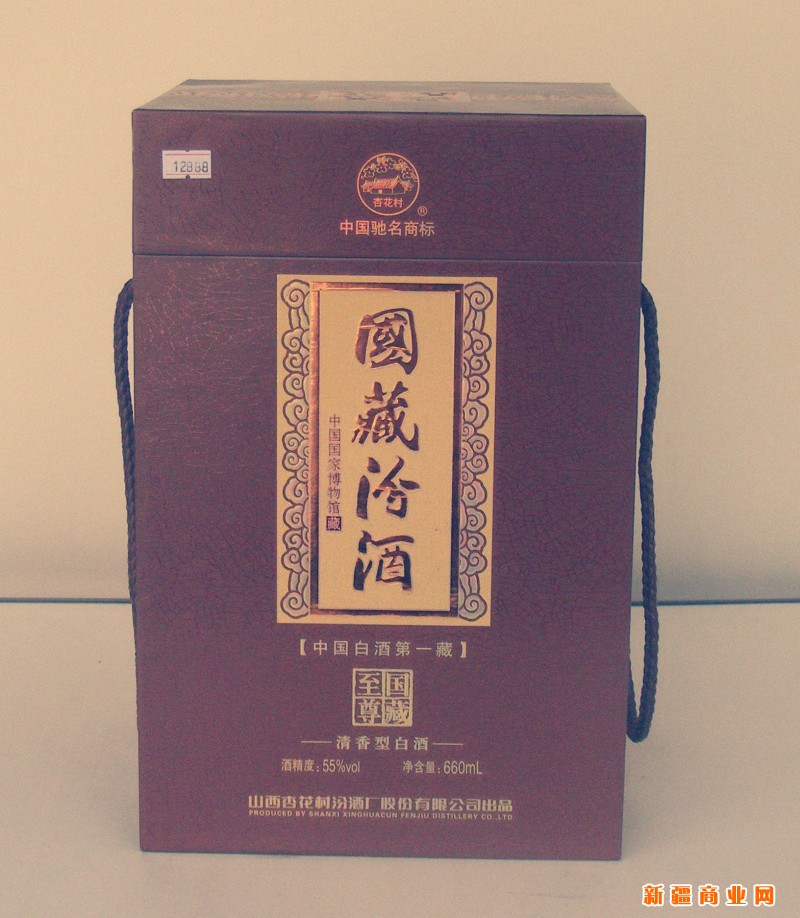 12888
杏花村
®
中国驰名商标
國藏汾酒
中国国家博物馆藏
【中国白酒第一藏】
国藏
至尊
清香型白酒
酒精度：55%vol 净含量：660mL
山西杏花村汾酒厂股份有限公司出品
PRODUCED BY SHANXI XINGHUACUN FENJIU DISTILLERY CO.,LTD
新疆商业网